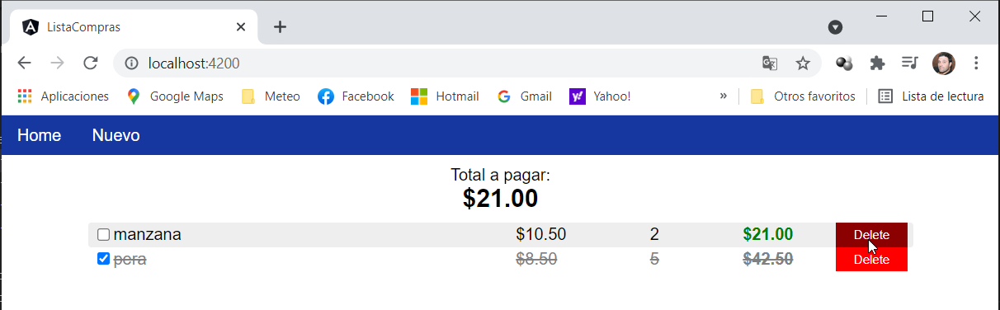 ListaCompras
localhost:4200
Aplicaciones Google Maps Meteo Facebook Hotmail Gmail Yahoo! » Otros favoritos Lista de lectura
Home Nuevo
Total a pagar:
$21.00
manzana $10.50 2 $21.00 Delete
pera $8.50 5 $42.50 Delete